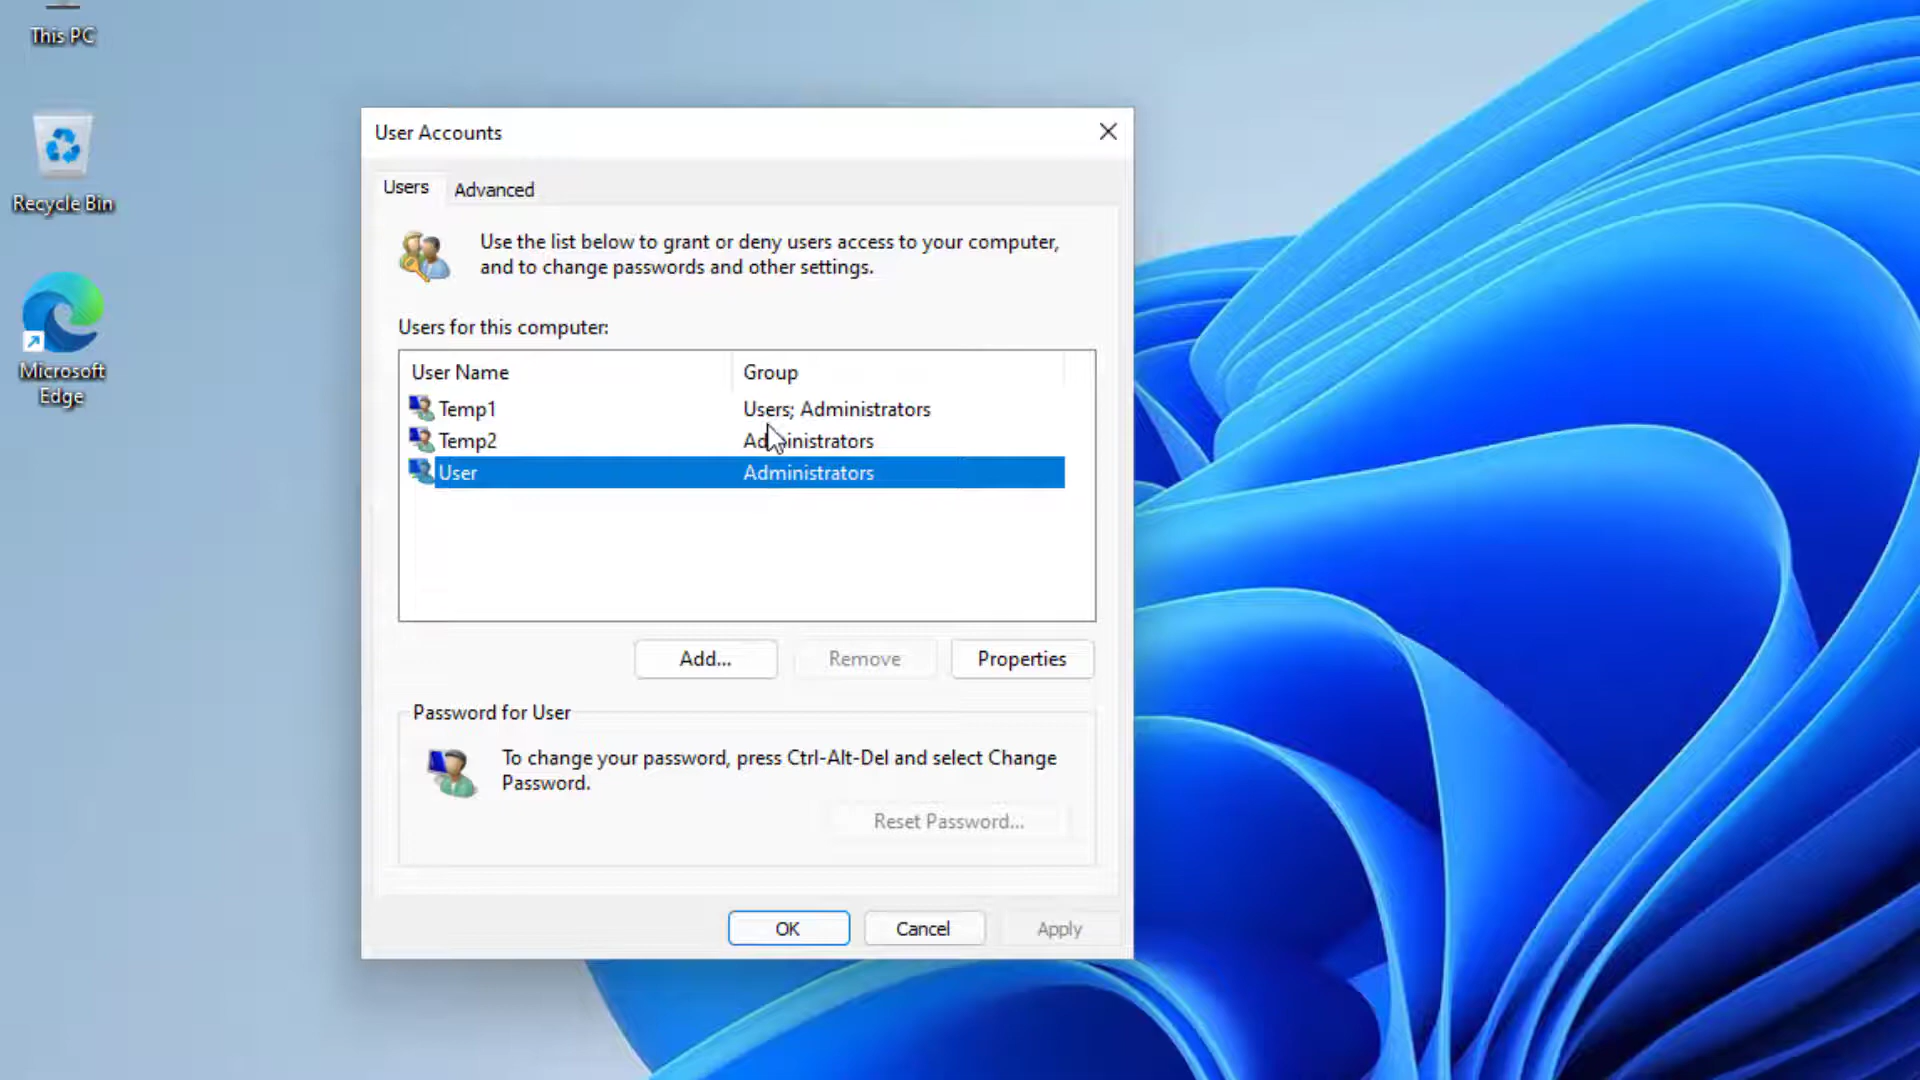 This PC
Recycle Bin
Microsoft
Edge
User Accounts
Users
Advanced
Use the list below to grant or deny users access to your computer,
and to change passwords and other settings.
Users for this computer:
User Name Group
Temp1 Users; Administrators
Temp2 Administrators
User Administrators
Add... Remove Properties
Password for User
To change your password, press Ctrl-Alt-Del and select Change
Password.
Reset Password...
OK Cancel Apply